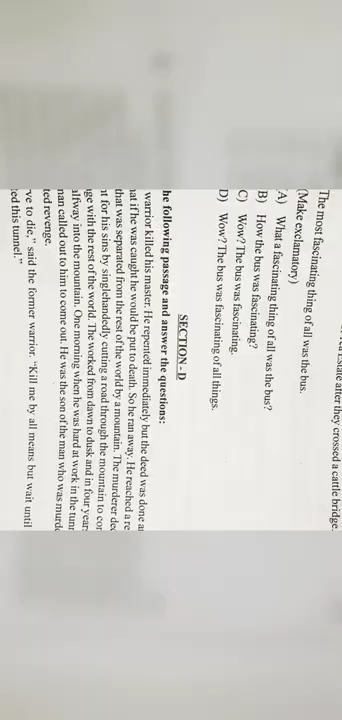 after they crossed a cattle bridge.
The most fascinating thing of all was the bus.
(Make exclamatory)
A) What a fascinating thing of all was the bus?
B) How the bus was fascinating?
C) Wow? The bus was fascinating.
D) Wow? The bus was fascinating of all things.
SECTION - D
he following passage and answer the questions:
warrior killed his master. He repented immediately but the deed was done a
at if he was caught he would be put to death. So he ran away. He reached a re
that was separated from the rest of the world by a mountain. The murderer dec
t for his sins by singlehandedly cutting a road through the mountain to con
ge with the rest of the world. The worked from dawn to dusk and in four years
alfway into the mountain. One morning when he was hard at work in the tunn
nan called out to him to come out. He was the son of the man who was murde
ted revenge.
ve to die," said the former warrior. "Kill me by all means but wait until
ed this tunnel."